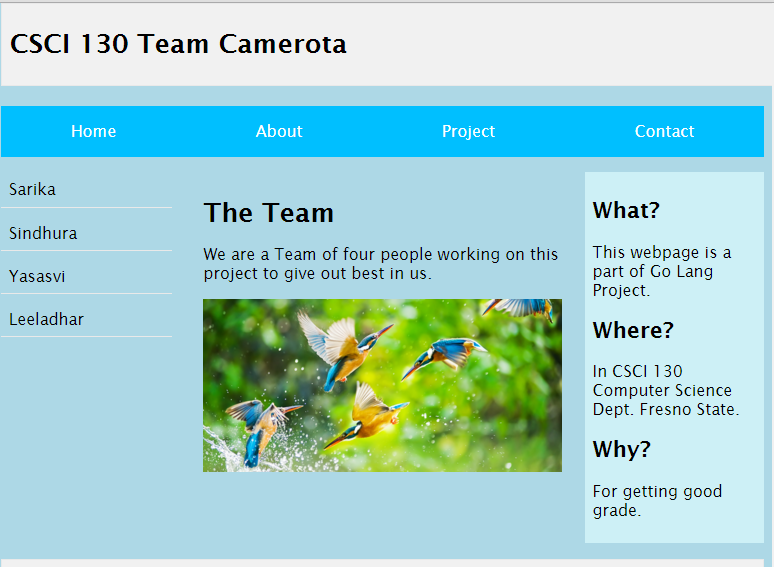 CSCI 130 Team Camerota
Home About Project Contact
Sarika
Sindhura
Yasasvi
Leeladhar
The Team
We are a Team of four people working on this
project to give out best in us.
What?
This webpage is a
part of Go Lang
Project.
Where?
In CSCI 130
Computer Science
Dept. Fresno State.
Why?
For getting good
grade.